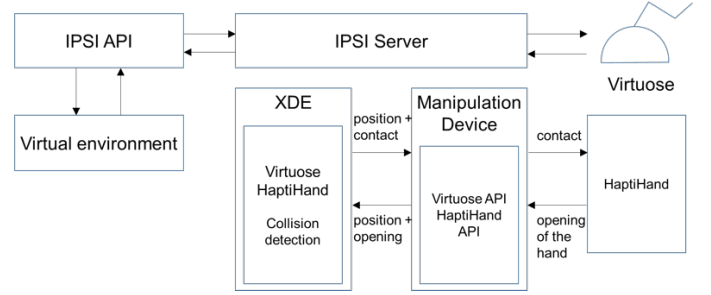 IPSI API
IPSI Server
Virtuose
Virtual environment
XDE
Virtuose
HaptiHand
Collision
detection
position +
contact
position +
opening
Manipulation
Device
Virtuose API
HaptiHand
API
contact
opening
of the
hand
HaptiHand